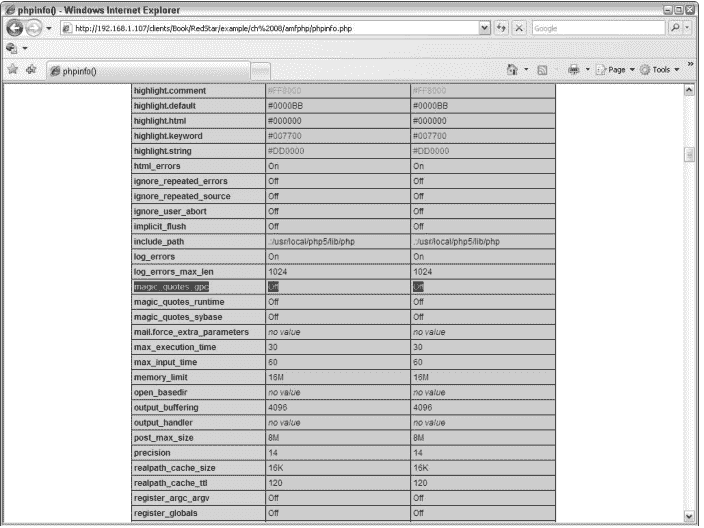 phpinfo() - Windows Internet Explorer
http://192.168.1.107/clients/Book/RedStar/example/ch%2008/amfphp/phpinfo.php
Google
phpinfo()
Page Tools
highlight.comment #FF8000 #FF8000
highlight.default #0000BB #0000BB
highlight.html #000000 #000000
highlight.keyword #007700 #007700
highlight.string #DD0000 #DD0000
html_errors On On
ignore_repeated_errors Off Off
ignore_repeated_source Off Off
ignore_user_abort Off Off
implicit_flush Off Off
include_path .:/usr/local/php5/lib/php .:/usr/local/php5/lib/php
log_errors On On
log_errors_max_len 1024 1024
magic_quotes_gpc Off Off
magic_quotes_runtime Off Off
magic_quotes_sybase Off Off
mail.force_extra_parameters no value no value
max_execution_time 30 30
max_input_time 60 60
memory_limit 16M 16M
open_basedir no value no value
output_buffering 4096 4096
output_handler no value no value
post_max_size 8M 8M
precision 14 14
realpath_cache_size 16K 16K
realpath_cache_ttl 120 120
register_argc_argv Off Off
register_globals Off Off